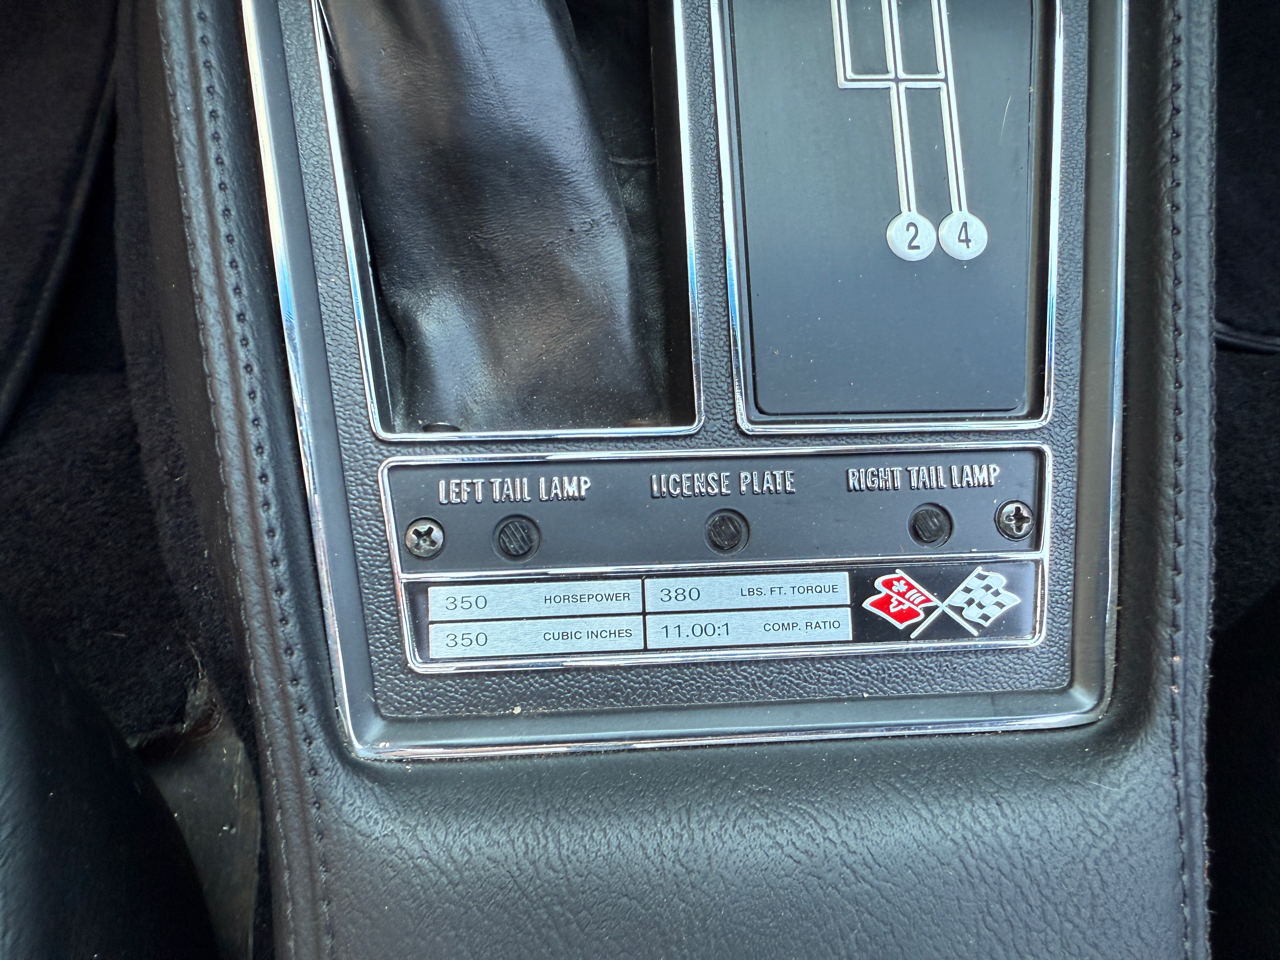 2 4
LEFT TAIL LAMP LICENSE PLATE RIGHT TAIL LAMP
350 HORSEPOWER 380 LBS. FT. TORQUE
350 CUBIC INCHES 11.00:1 COMP. RATIO